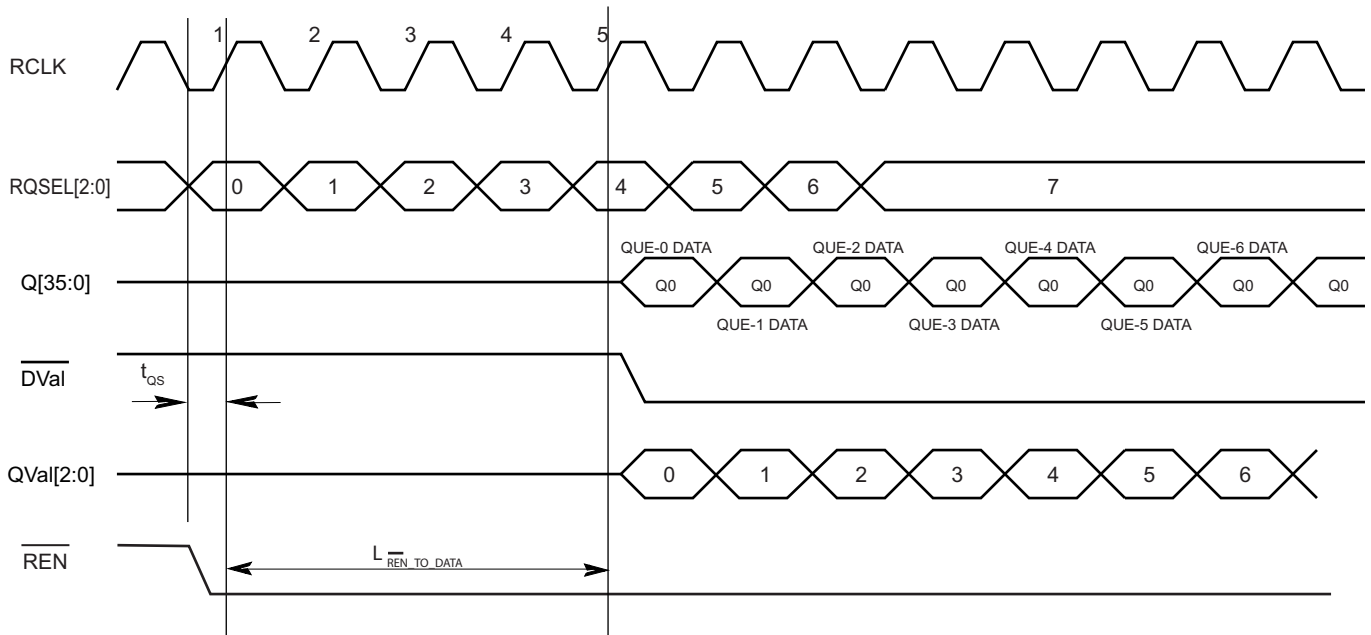 1 2 3 4 5
RCLK
RQSEL[2:0] 0 1 2 3 4 5 6 7
QUE-0 DATA QUE-2 DATA QUE-4 DATA QUE-6 DATA
Q[35:0] Q0 Q0 Q0 Q0 Q0 Q0 Q0 Q0
QUE-1 DATA QUE-3 DATA QUE-5 DATA
DVal
tQS
QVal[2:0] 0 1 2 3 4 5 6
REN
L REN_TO_DATA